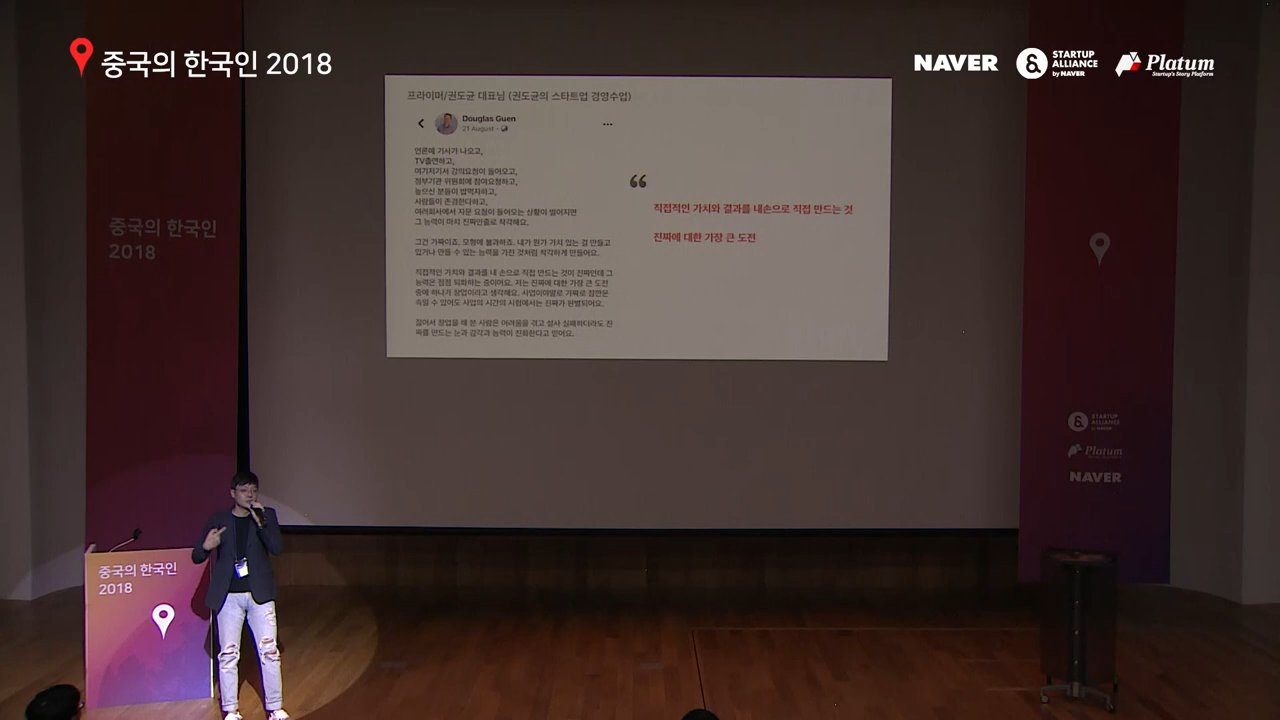 중국의 한국인 2018
NAVER
&
STARTUP
ALLIANCE
by NAVER
Platum
Startup's Story Platform
프라이머/권도균 대표님 (권도균의 스타트업 경영수업)
Douglas Guen
21 August
언론에 기사가 나오고,
TV출연하고,
여기저기서 강의요청이 들어오고,
정부기관 위원회에 참여요청하고,
높으신 분들이 밥먹자하고,
사람들이 존경한다하고,
여러회사에서 자문 요청이 들어오는 상황이 벌어지면
그 능력이 마치 진짜인줄로 착각해요.
그건 가짜이죠. 모형에 불과하죠. 내가 뭔가 가치 있는 걸 만들고
있거나 만들 수 있는 능력을 가진 것처럼 착각하게 만들어요.
직접적인 가치와 결과를 내 손으로 직접 만드는 것이 진짜인데 그
능력은 점점 퇴화하는 중이어요. 저는 진짜에 대한 가장 큰 도전
중에 하나가 창업이라고 생각해요. 사업이야말로 가짜로 잠깐은
속일 수 있어도 사업의 시간의 시험에서는 진짜가 판별되어요.
끝어서 창업을 해 본 사람은 어려움을 겪고 설사 실패하더라도 진
짜를 만드는 눈과 감각과 능력이 진화한다고 믿어요.
“
직접적인 가치와 결과를 내손으로 직접 만드는 것
진짜에 대한 가장 큰 도전
중국의 한국인
2018
&
STARTUP
ALLIANCE
by NAVER
Platum
NAVER
중국의 한국인
2018